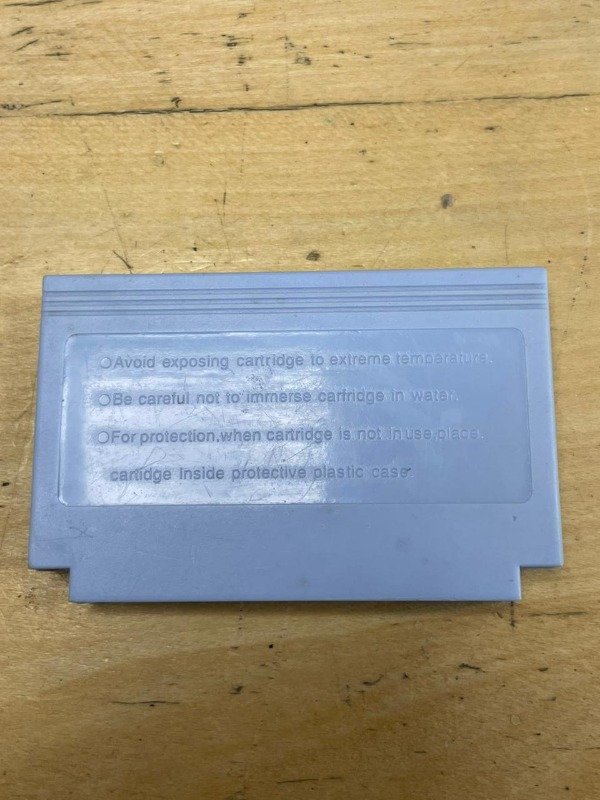 ○Avoid exposing cartridge to extreme temperature.
○Be careful not to immerse cartridge in water.
○For protection.when cartridge is not in use,place.
cartidge inside protective plastic case.